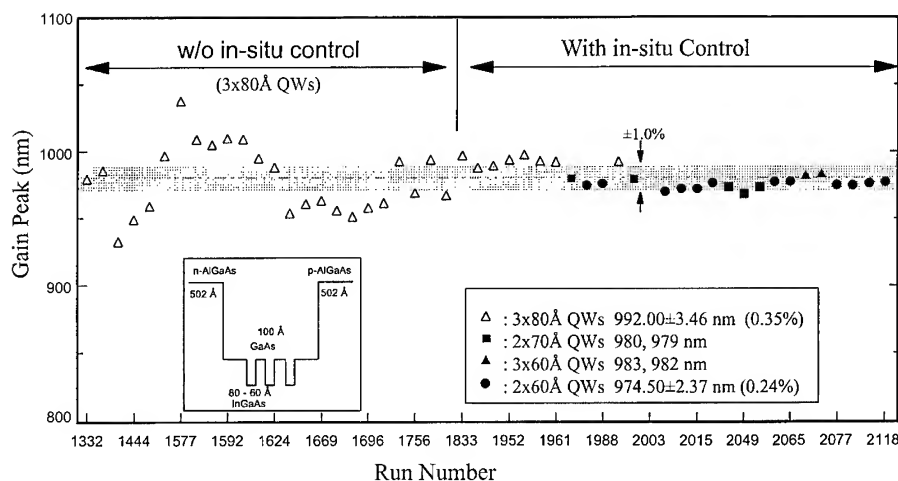 1100
w/o in-situ control
With in-situ Control
(3x80Å QWs)
±1.0%
1000
Gain Peak (nm)
900
800
n-AlGaAs
p-AlGaAs
502 Å
502 Å
100 Å
GaAs
80 - 60 Å
InGaAs
△ : 3x80Å QWs 992.00±3.46 nm (0.35%)
■ : 2x70Å QWs 980, 979 nm
▲ : 3x60Å QWs 983, 982 nm
● : 2x60Å QWs 974.50±2.37 nm (0.24%)
1332 1444 1577 1592 1624 1669 1696 1756 1833 1952 1961 1988 2003 2015 2049 2065 2077 2118
Run Number